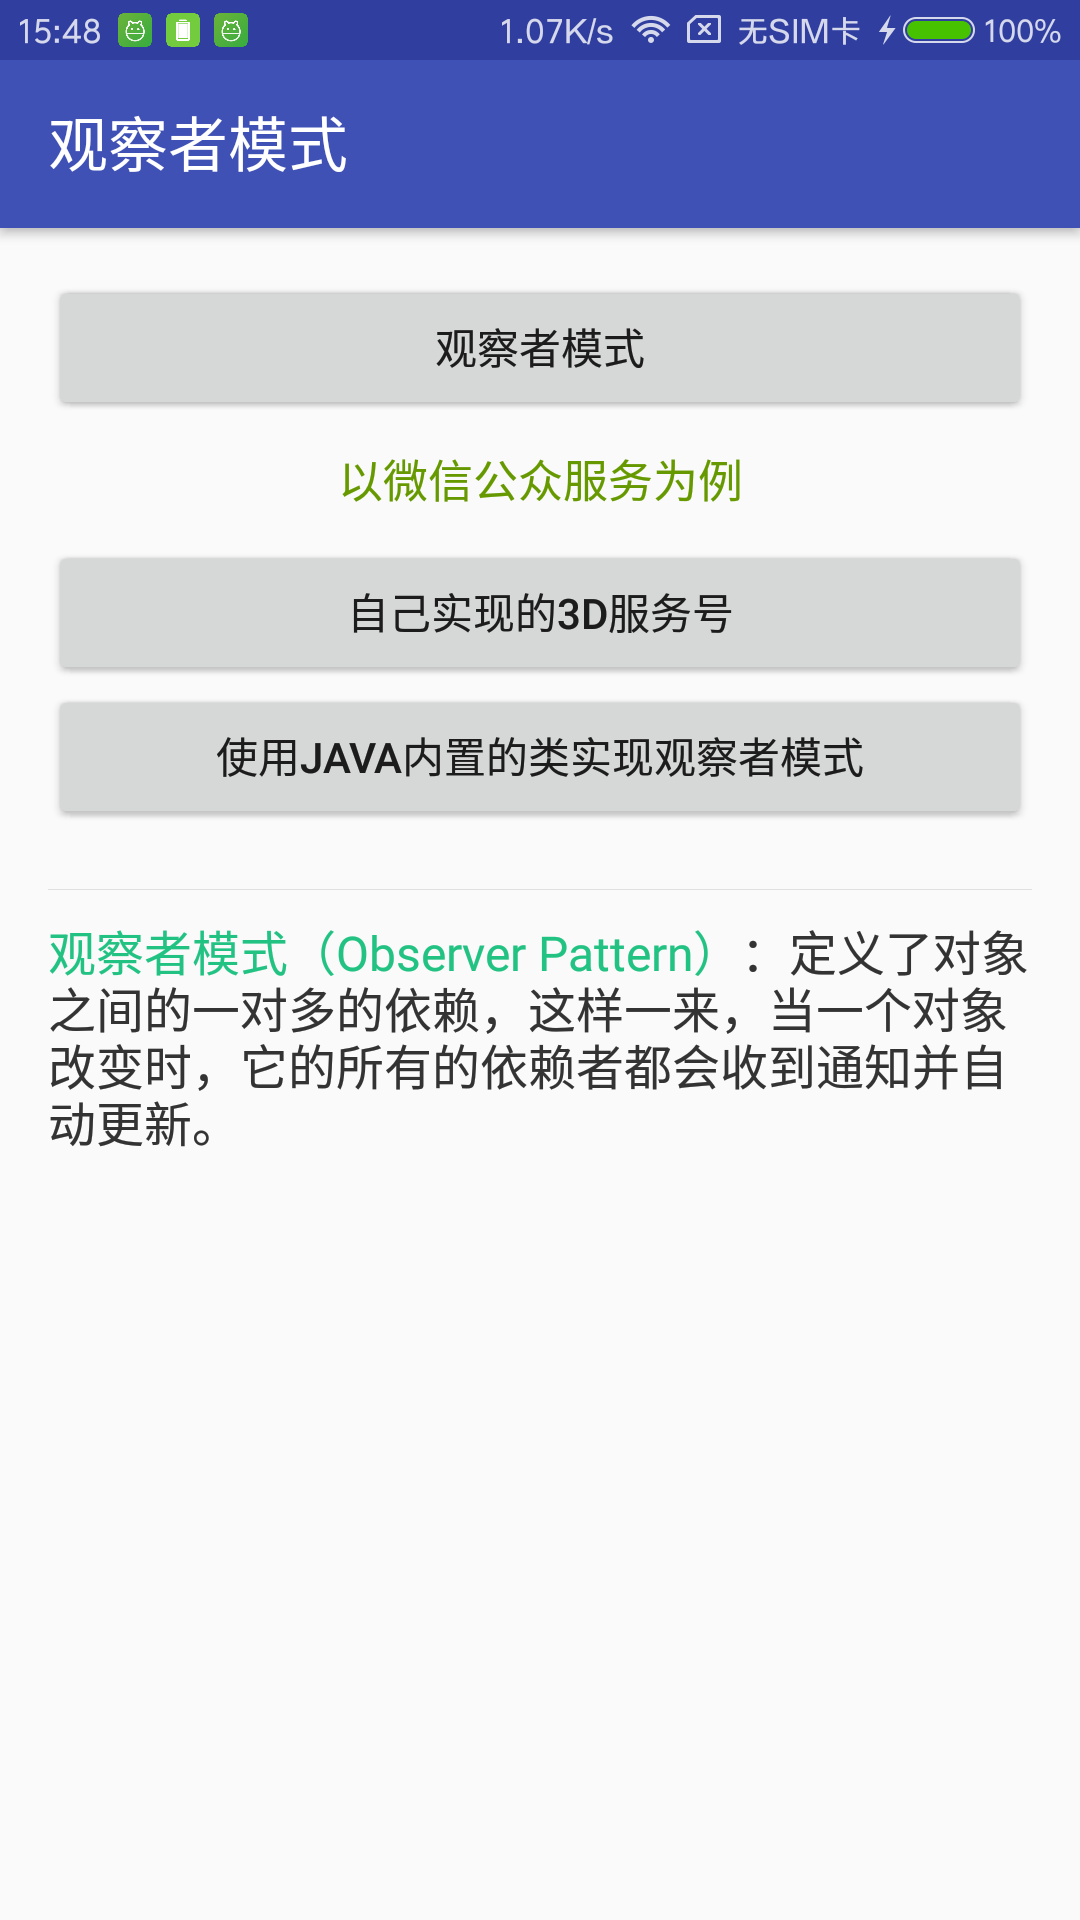 15:48 1.07K/s 无SIM卡 100%
观察者模式
观察者模式
以微信公众服务为例
自己实现的3D服务号
使用JAVA内置的类实现观察者模式
观察者模式（Observer Pattern）：定义了对象
之间的一对多的依赖，这样一来，当一个对象
改变时，它的所有的依赖者都会收到通知并自
动更新。